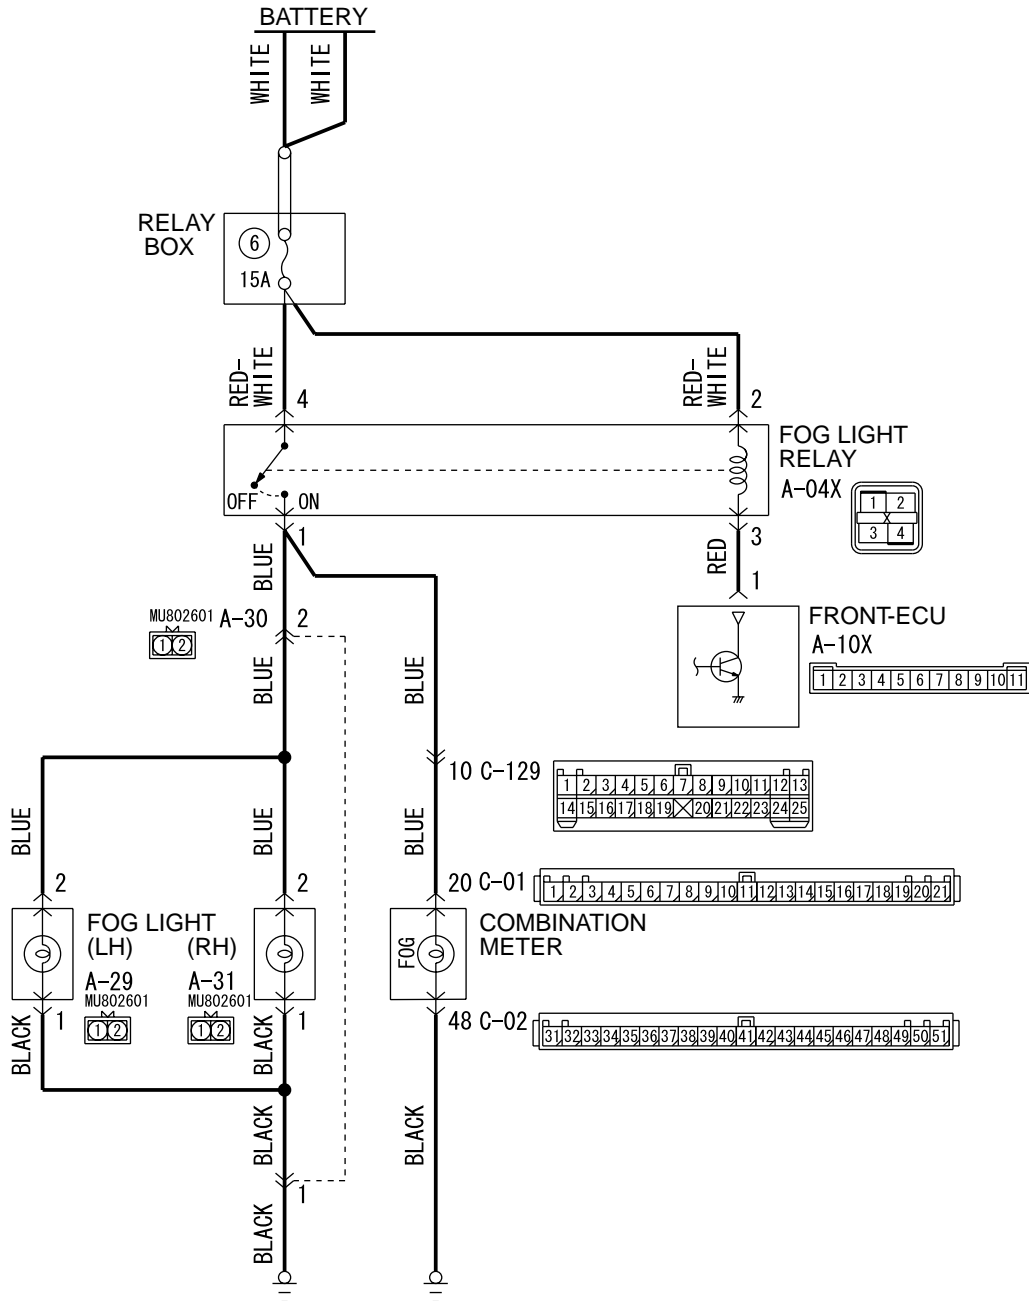 BATTERY
WHITE
WHITE
RELAY
BOX
6
15A
RED-
WHITE
4
RED-
WHITE
2
FOG LIGHT
RELAY
A-04X
1 2
X
3 4
OFF
ON
1
3
BLUE
RED
1
MU802601
A-30
2
1 2
FRONT-ECU
A-10X
1 2 3 4 5 6 7 8 9 10 11
BLUE
BLUE
10 C-129
1 2 3 4 5 6 7 8 9 10 11 12 13
14 15 16 17 18 19 20 21 22 23 24 25
BLUE
BLUE
BLUE
2
2
20 C-01
1 2 3 4 5 6 7 8 9 10 11 12 13 14 15 16 17 18 19 20 21
FOG LIGHT
(LH) (RH)
FOG
COMBINATION
METER
A-29
MU802601
1 2
A-31
MU802601
1 2
1
1
48 C-02
31 32 33 34 35 36 37 38 39 40 41 42 43 44 45 46 47 48 49 50 51
BLACK
BLACK
BLACK
BLACK
1
BLACK